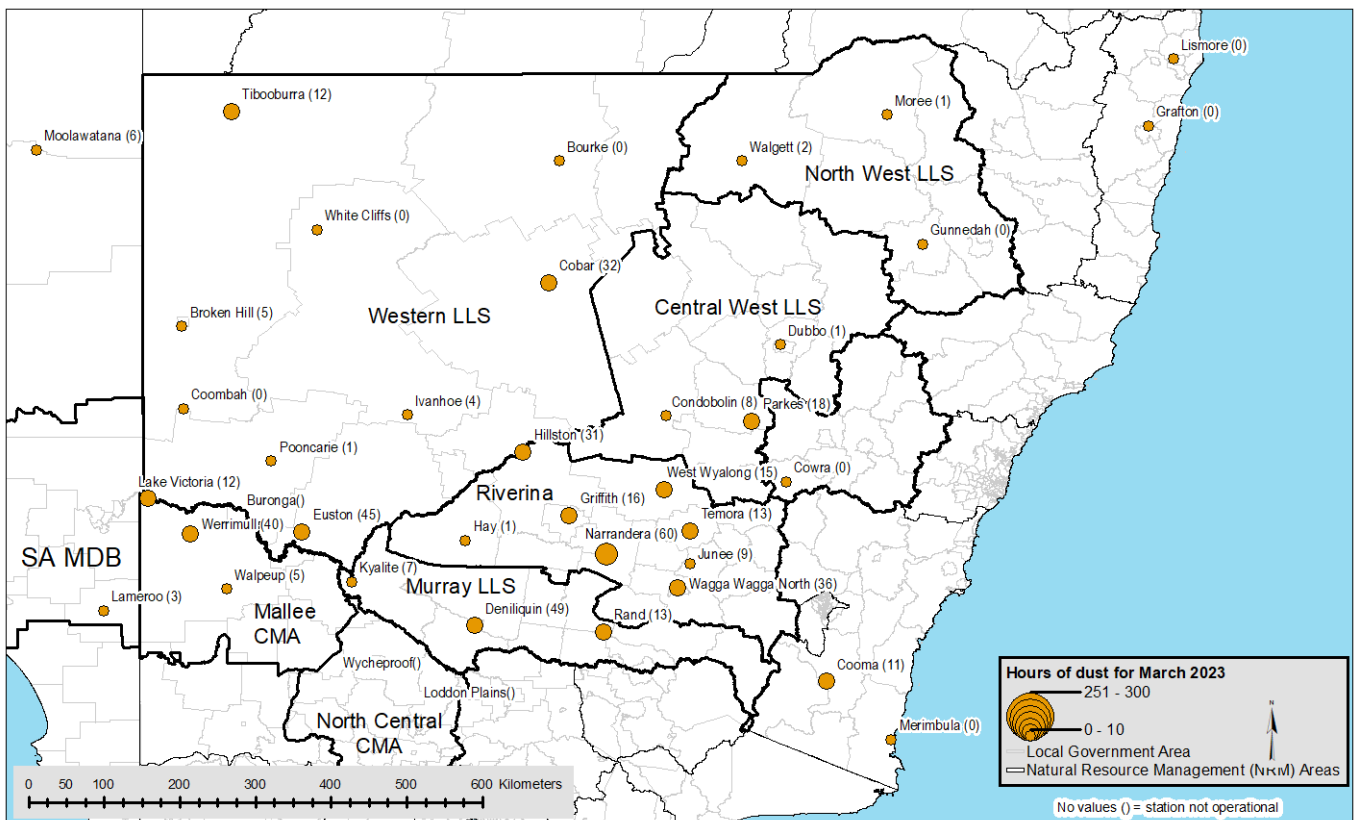 Lismore (0)
Tibooburra (12)
Moree (1)
Grafton (0)
Moolawatana (6)
Bourke (0)
Walgett (2)
North West LLS
White Cliffs (0)
Gunnedah (0)
Cobar (32)
Central West LLS
Broken Hill (5)
Western LLS
Dubbo (1)
Coombah (0)
Ivanhoe (4)
Condobolin (8)
Parkes (18)
Hillston (31)
Pooncarie (1)
West Wyalong (15)
Cowra (0)
Lake Victoria (12)
Riverina
Buronga()
Griffith (16)
Euston (45)
Temora (13)
Werrimull (40)
Hay (1)
Narrandera (60)
SA MDB
Junee (9)
Kyalite (7)
Walpeup (5)
Murray LLS
Wagga Wagga North (36)
Lameroo (3)
Mallee
CMA
Deniliquin (49)
Rand (13)
Wycheproof()
Cooma (11)
Loddon Plains()
North Central
CMA
Merimbula (0)
Hours of dust for March 2023
251 - 300
0 - 10
N
Local Government Area
Natural Resource Management (NRM) Areas
0 50 100 200 300 400 500 600 Kilometers
No values () = station not operational